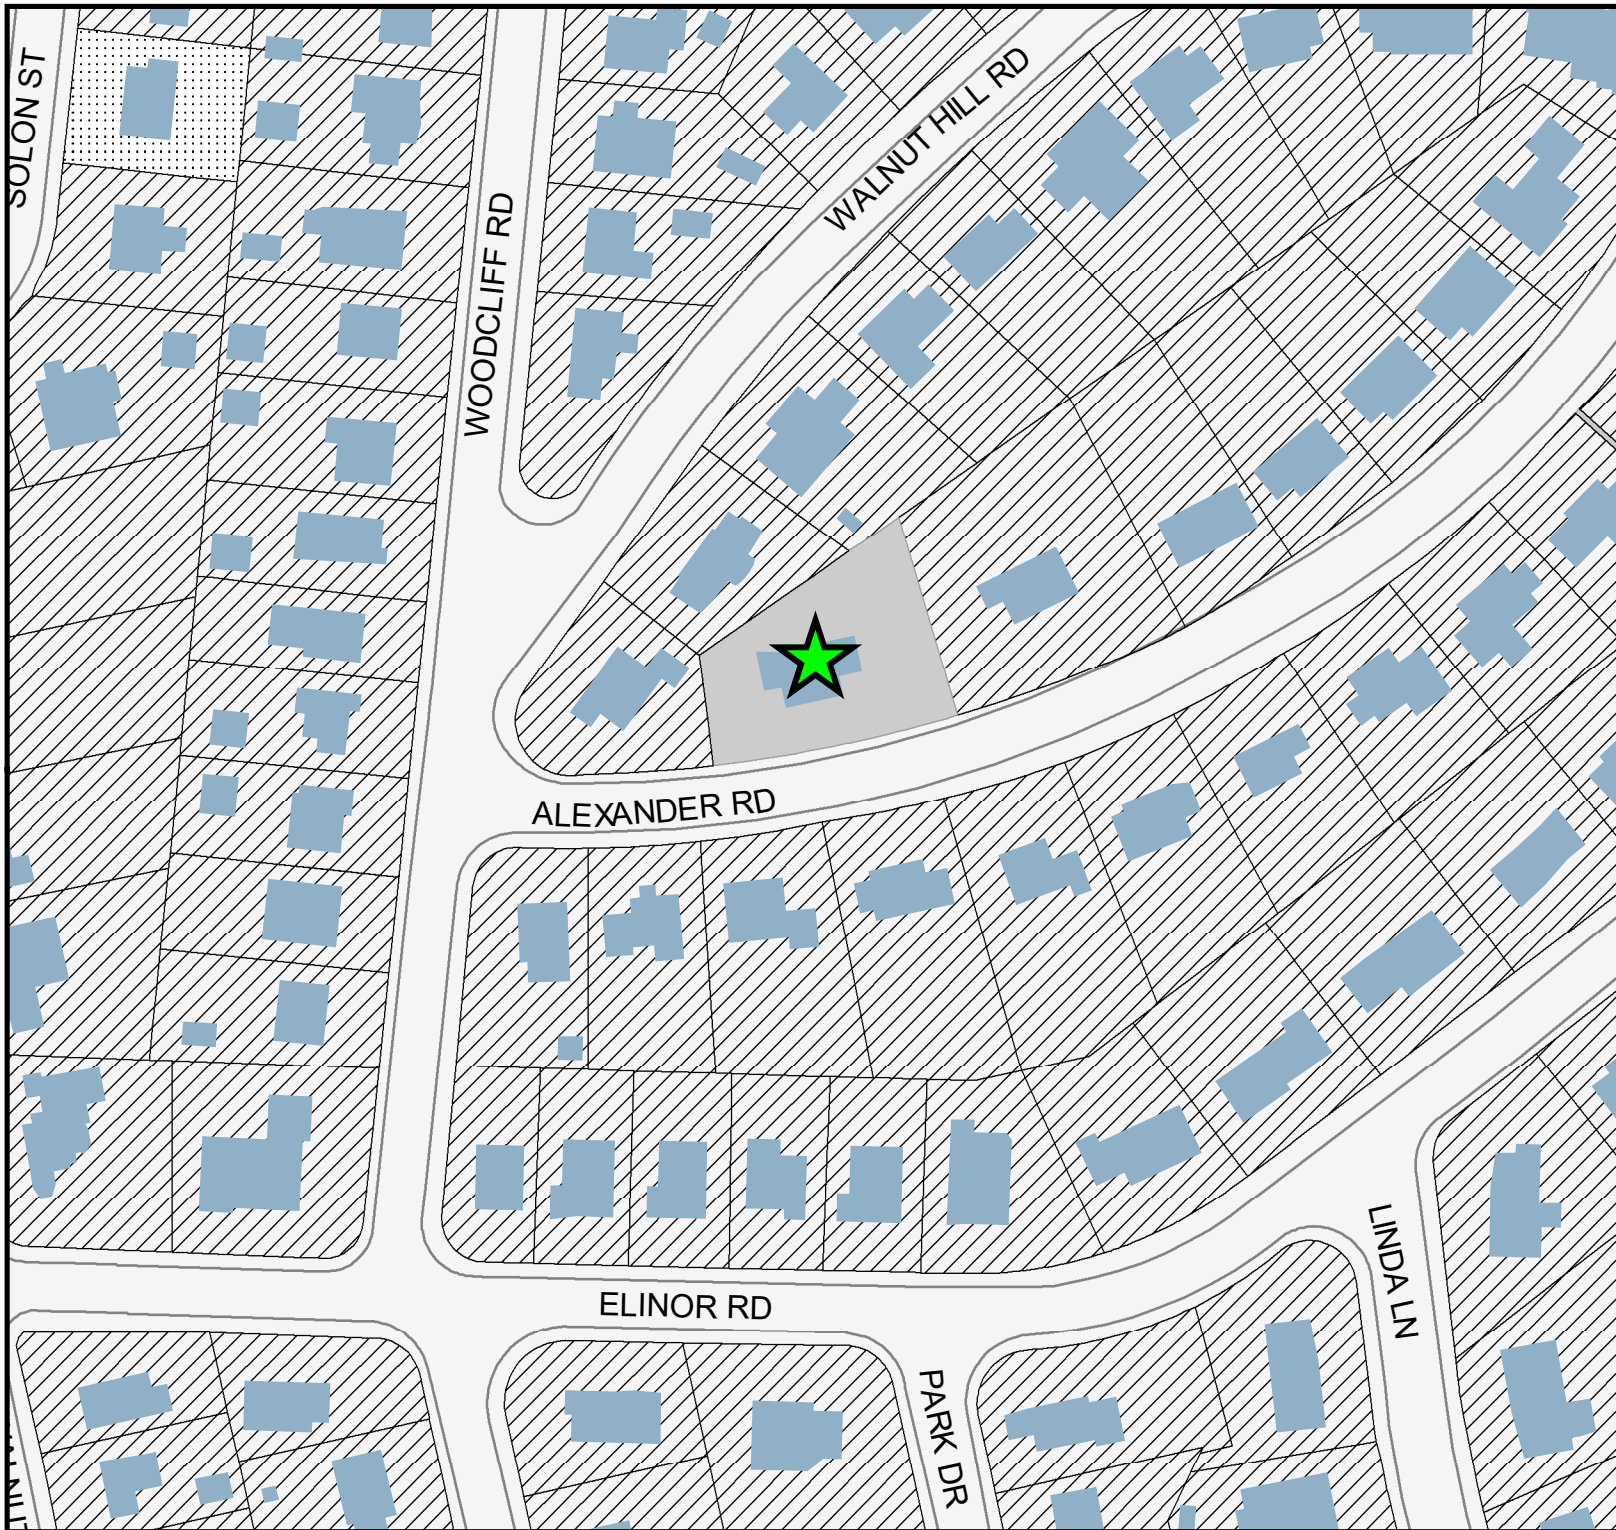 SOLON ST
WALNUT HILL RD
WOODCLIFF RD
ALEXANDER RD
ELINOR RD
LINDA LN
PARK DR